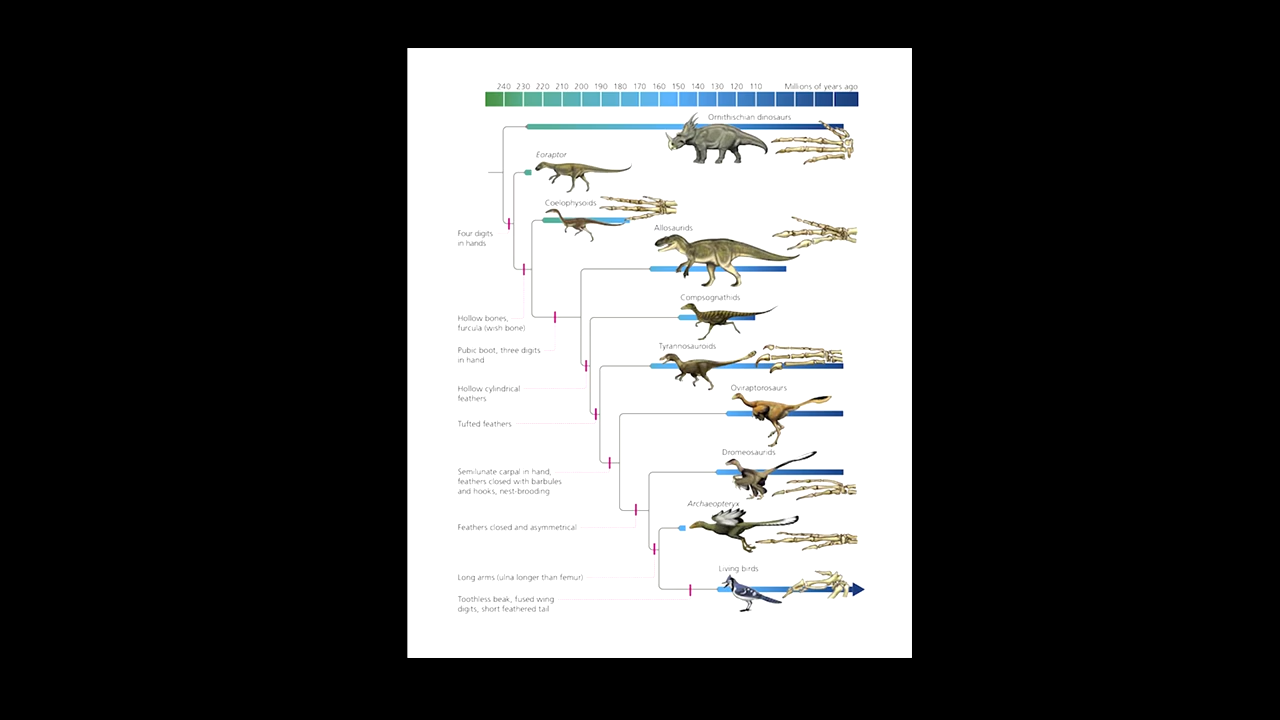 240 230 220 210 200 190 180 170 160 150 140 130 120 110 Millions of years ago
Ornithischian dinosaurs
Eoraptor
Coelophysoids
Four digits
in hands
Allosaurids
Compsognathids
Hollow bones,
furcula (wish bone)
Pubic boot, three digits
in hand
Tyrannosauroids
Hollow cylindrical
feathers
Oviraptorosaurs
Tufted feathers
Dromeosaurids
Semilunate carpal in hand,
feathers closed with barbules
and hooks, nest-brooding
Archaeopteryx
Feathers closed and asymmetrical
Living birds
Long arms (ulna longer than femur)
Toothless beak, fused wing
digits, short feathered tail